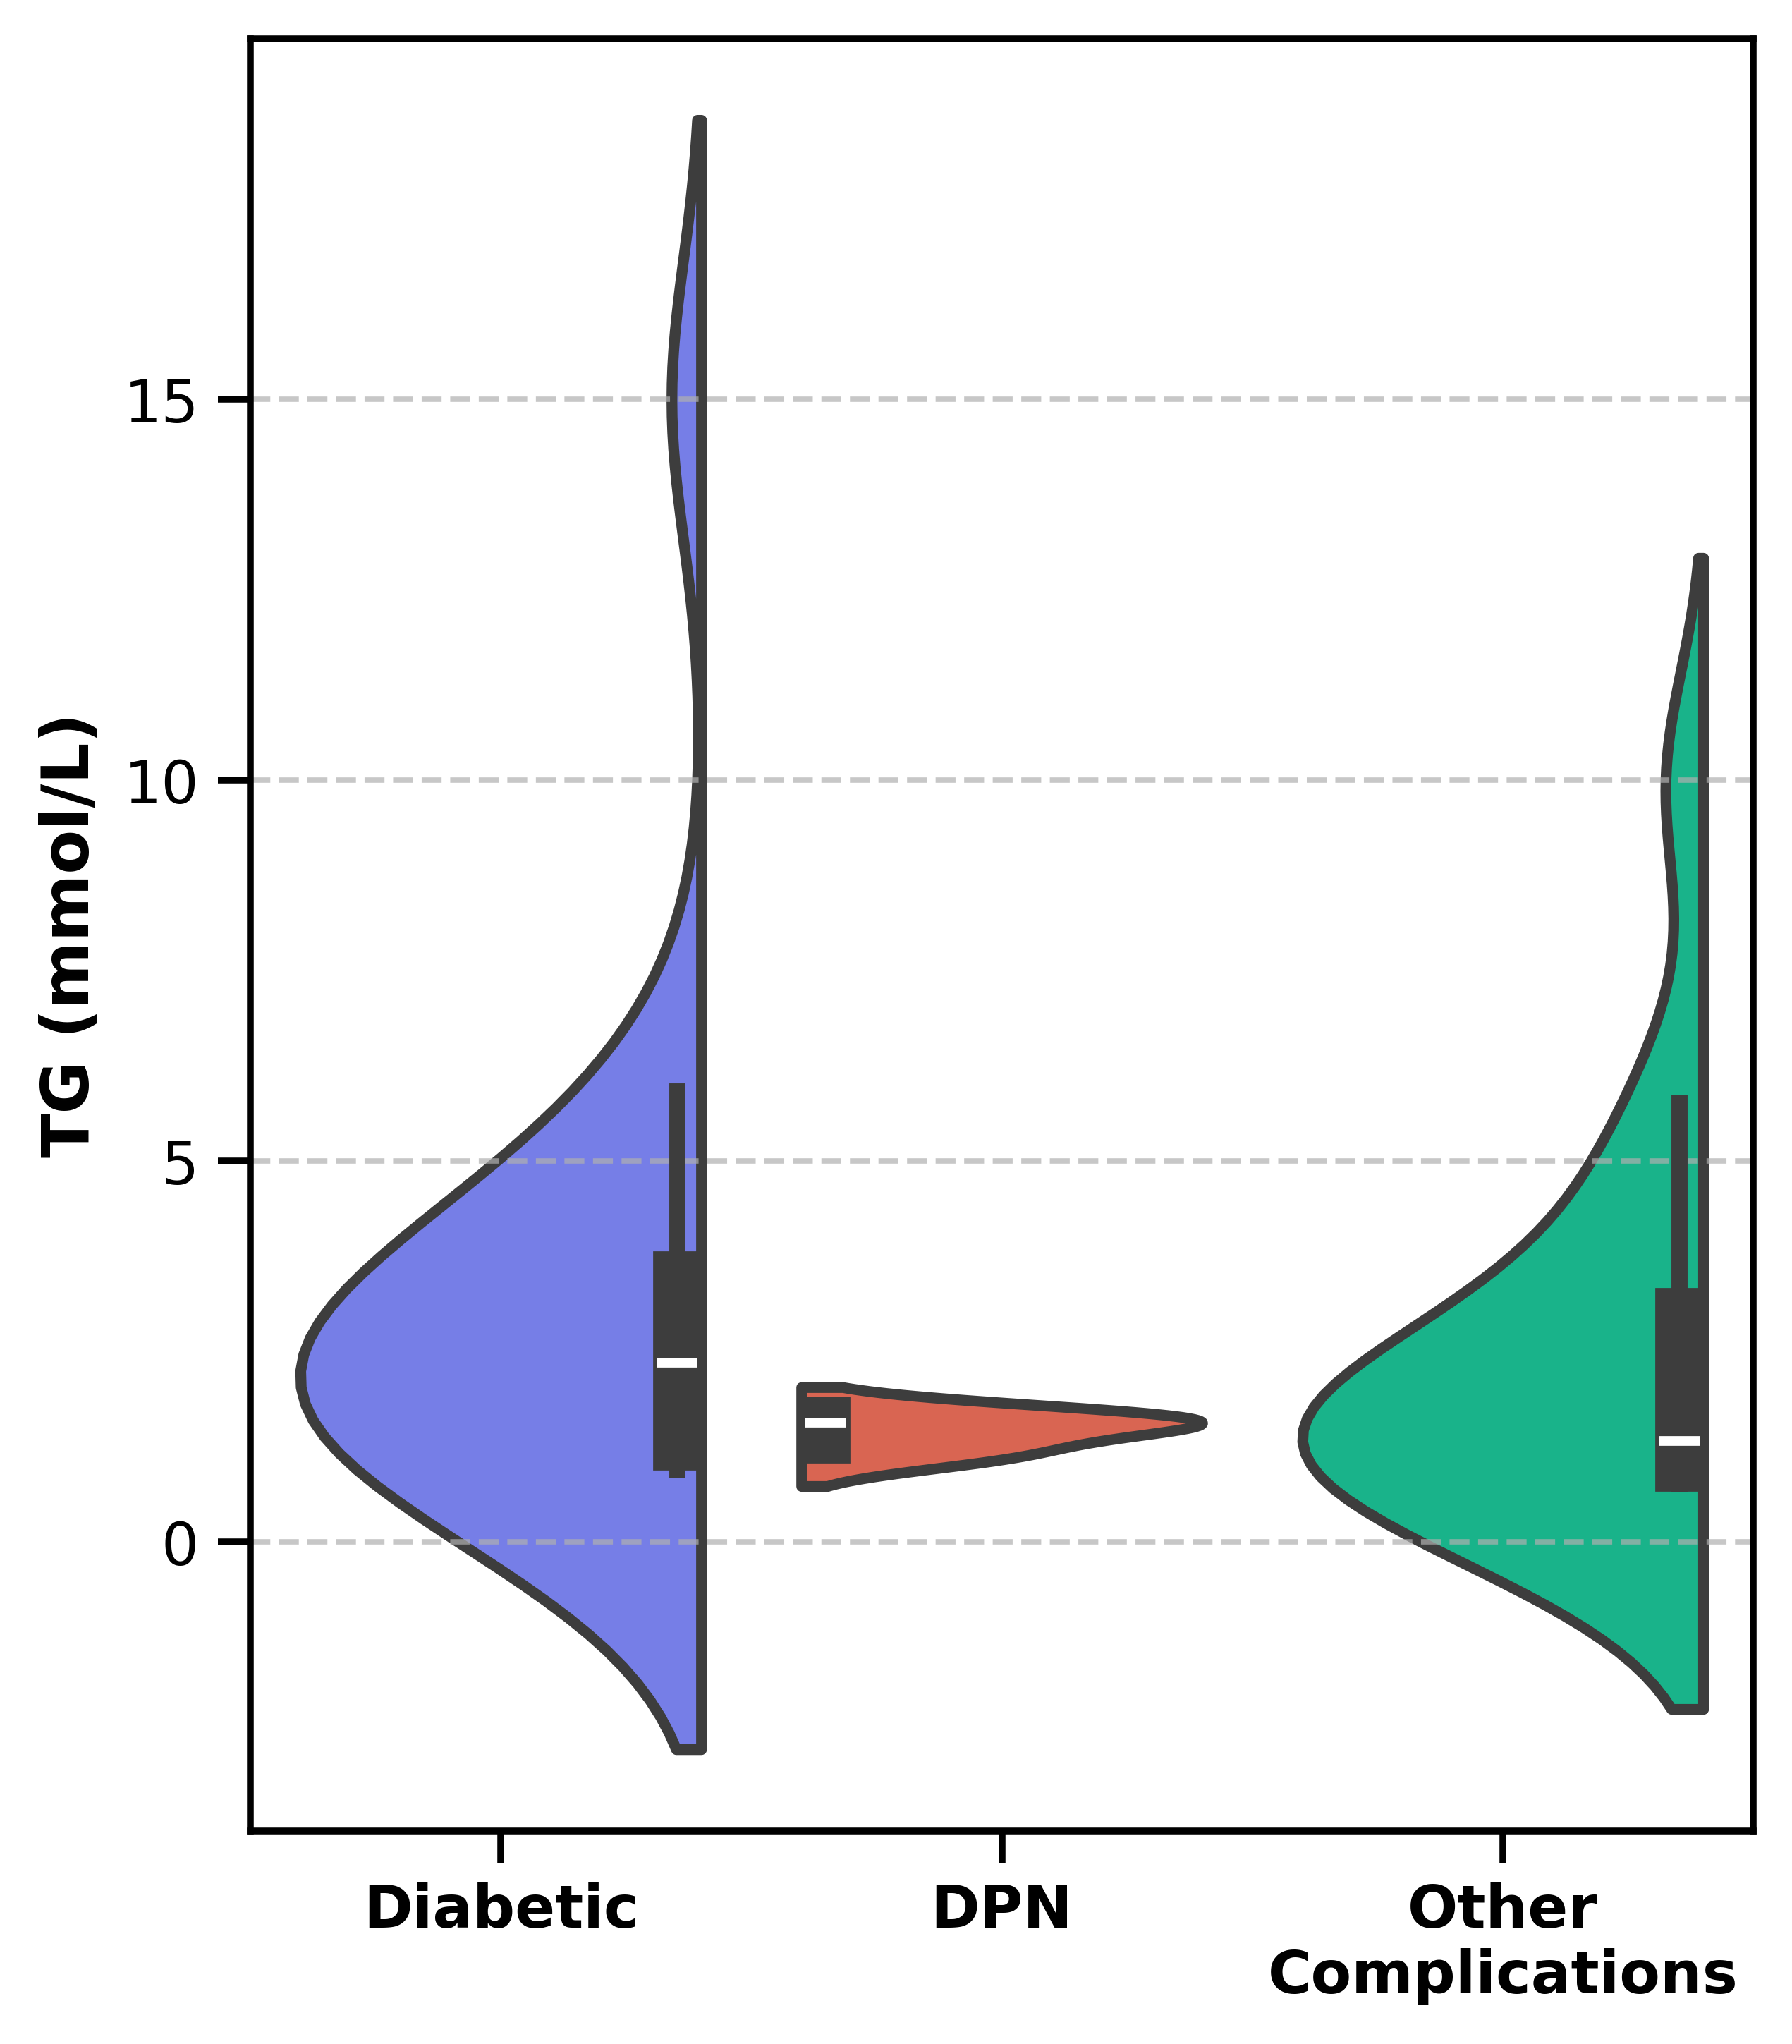 TG (mmol/L)
15
10
5
0
Diabetic
DPN
Other
Complications